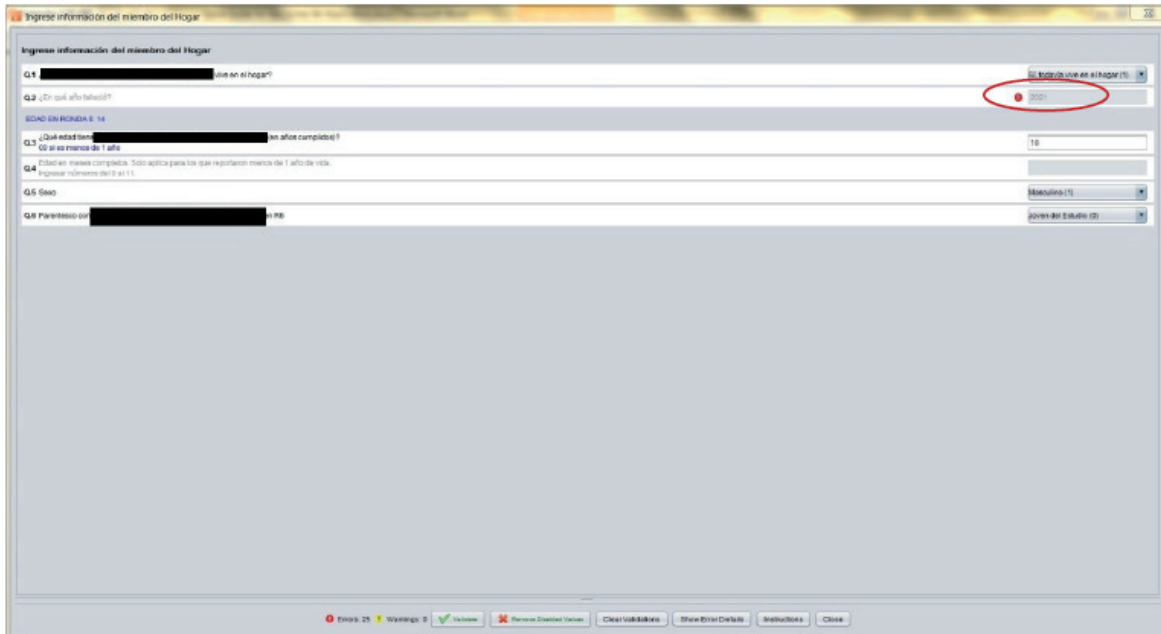 Ingrese información del miembro del Hogar
Ingrese información del miembro del Hogar
Q.1 ¿ vive en el hogar? Sí, todavía vive en el hogar (1)
Q.2 ¿En qué año falleció? 2021
EDAD EN RONDA 5: 14
Q.3 ¿Qué edad tiene (en años cumplidos)? 18
00 si es menos de 1 año
Q.4 Edad en meses completos. Solo aplica para los que reportaron menos de 1 año de vida.
Ingresar números del 0 al 11.
Q.5 Sexo Masculino (1)
Q.6 Parentesco con en R6 Joven del Estudio (0)
Errors: 25 Warnings: 0 Validate Remove Disabled Values Clear Validations Show Error Details Instructions Close